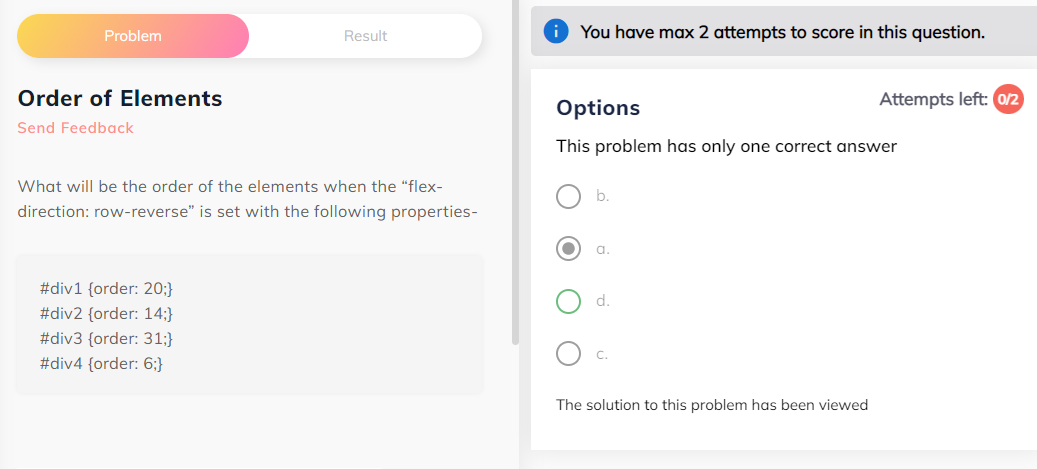 Problem
Result
Order of Elements
Send Feedback
What will be the order of the elements when the “flex-
direction: row-reverse” is set with the following properties-
#div1 {order: 20;}
#div2 {order: 14;}
#div3 {order: 31;}
#div4 {order: 6;}
i
You have max 2 attempts to score in this question.
Options
Attempts left: 0/2
This problem has only one correct answer
b.
a.
d.
c.
The solution to this problem has been viewed